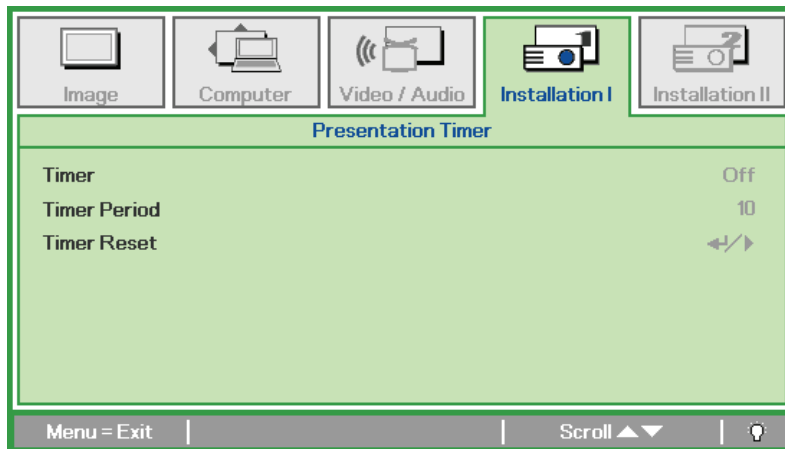 Image Computer Video / Audio Installation I Installation II
Presentation Timer
Timer Off
Timer Period 10
Timer Reset ↵/▶
Menu = Exit Scroll ▲▼